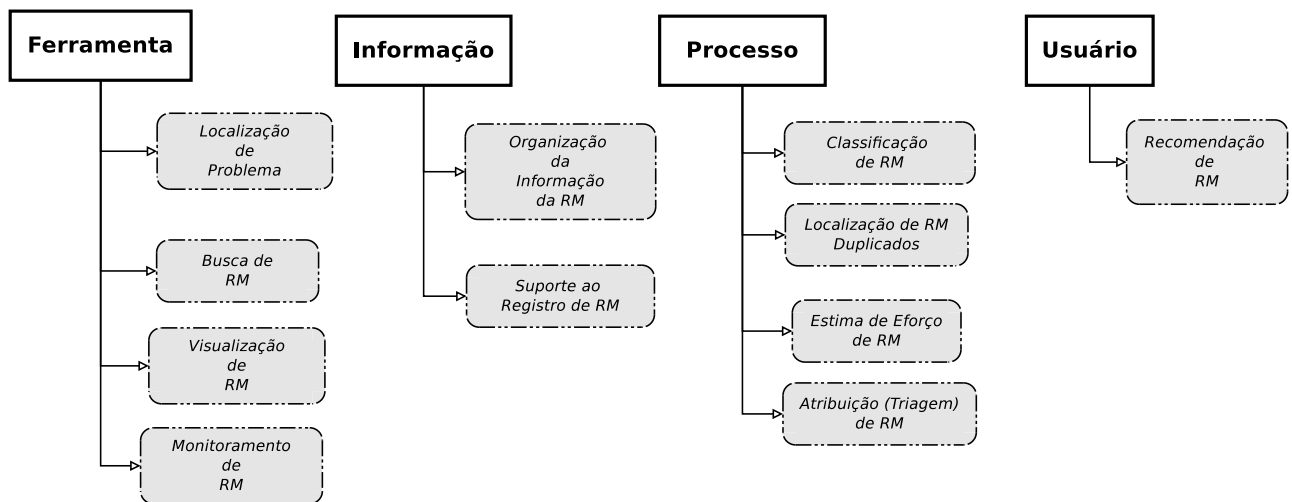 Ferramenta
Localização
de
Problema
Busca de
RM
Visualização
de
RM
Monitoramento
de
RM
Informação
Organização
da
Informação
da RM
Suporte ao
Registro de RM
Processo
Classificação
de RM
Localização de RM
Duplicados
Estima de Eforço
de RM
Atribuição (Triagem)
de RM
Usuário
Recomendação
de
RM